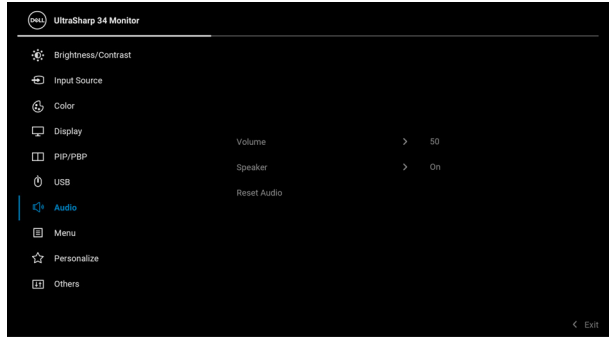 DELL UltraSharp 34 Monitor
Brightness/Contrast
Input Source
Color
Display
PIP/PBP
USB
Audio
Menu
Personalize
Others
Volume > 50
Speaker > On
Reset Audio
< Exit